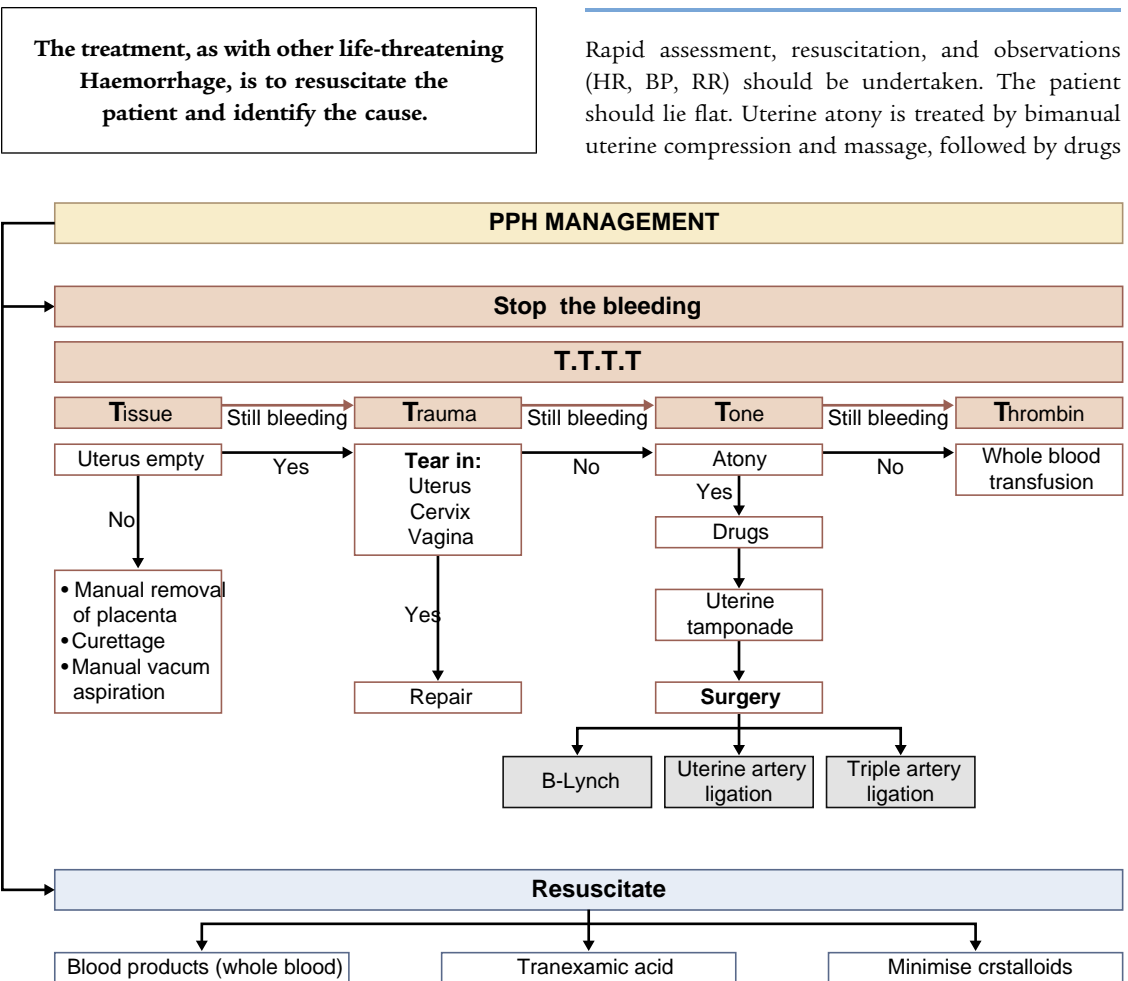 The treatment, as with other life-threatening
Haemorrhage, is to resuscitate the
patient and identify the cause.
Rapid assessment, resuscitation, and observations
(HR, BP, RR) should be undertaken. The patient
should lie flat. Uterine atony is treated by bimanual
uterine compression and massage, followed by drugs
PPH MANAGEMENT
Stop the bleeding
T.T.T.T
Tissue
Still bleeding
Trauma
Still bleeding
Tone
Still bleeding
Thrombin
Uterus empty
Yes
Tear in:
Uterus
Cervix
Vagina
No
Atony
No
Whole blood
transfusion
No
Yes
Drugs
• Manual removal
of placenta
• Curettage
• Manual vacum
aspiration
Yes
Uterine
tamponade
Repair
Surgery
B-Lynch
Uterine artery
ligation
Triple artery
ligation
Resuscitate
Blood products (whole blood)
Tranexamic acid
Minimise crstalloids